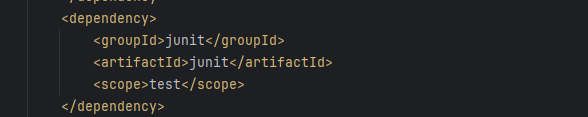 <dependency>
<groupId>junit</groupId>
<artifactId>junit</artifactId>
<scope>test</scope>
</dependency>